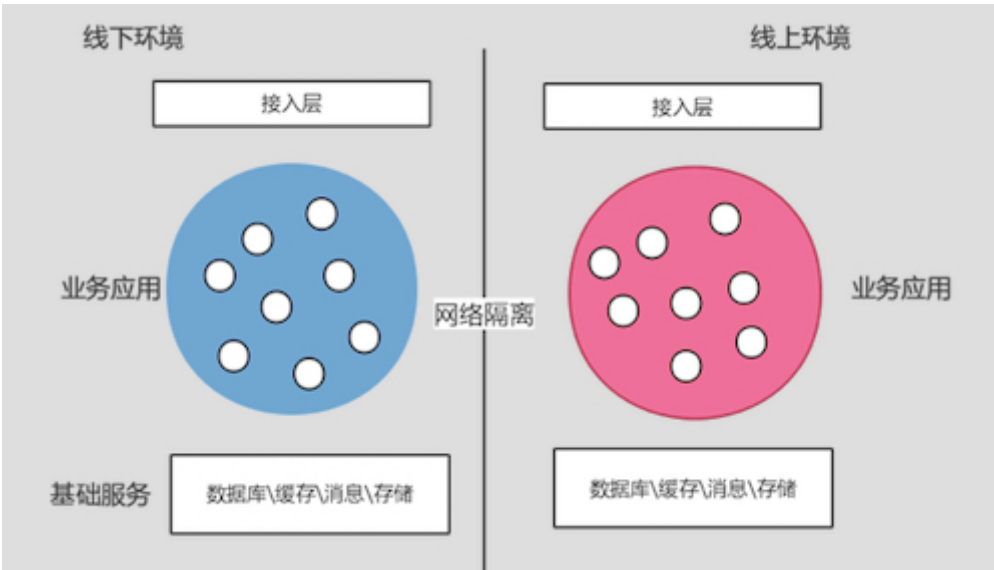 线下环境
线上环境
接入层
接入层
业务应用
业务应用
网络隔离
基础服务
数据库\缓存\消息\存储
数据库\缓存\消息\存储